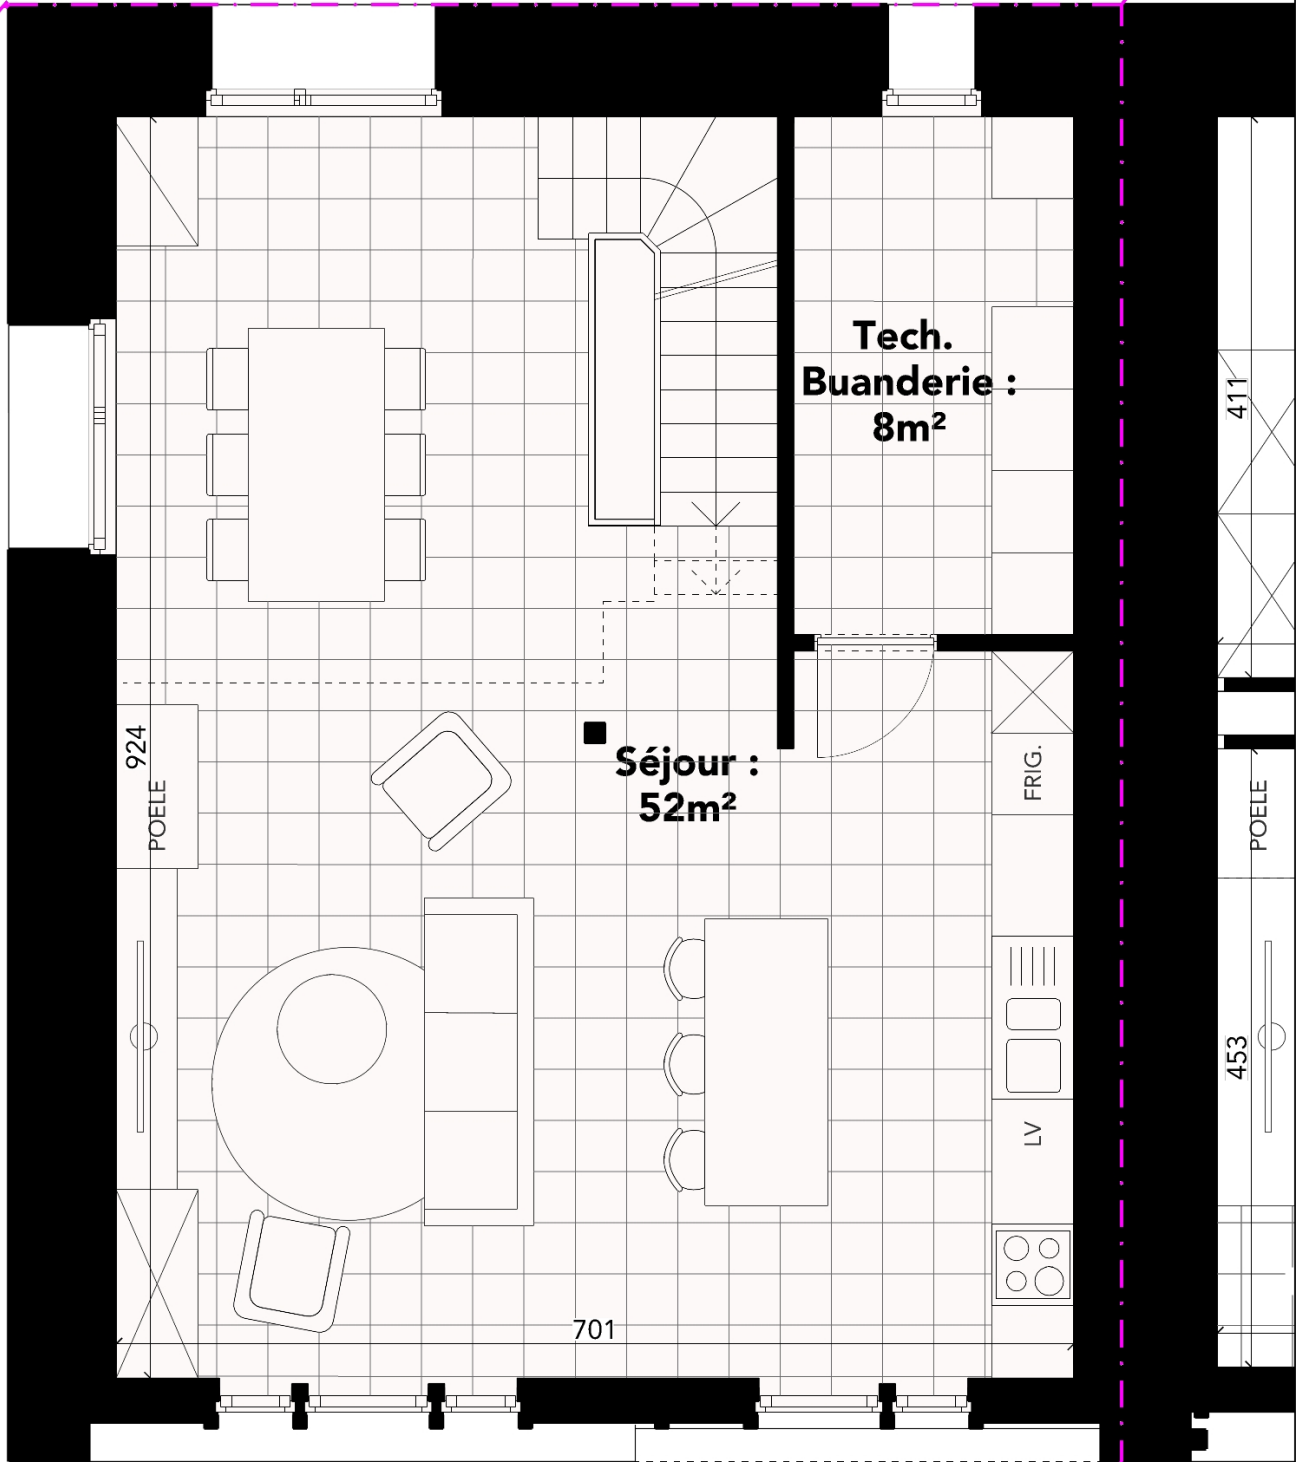 Tech.
Buanderie :
8m²
411
924
POELE
Séjour :
52m²
FRIG.
POELE
453
LV
701